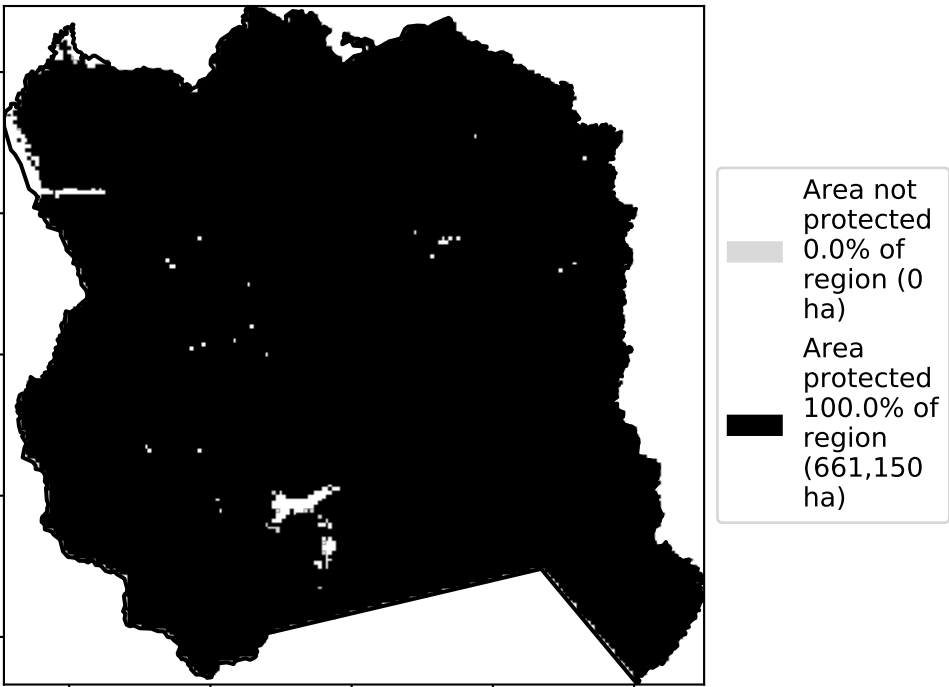 Area not
protected
0.0% of
region (0
ha)
Area
protected
100.0% of
region
(661,150
ha)